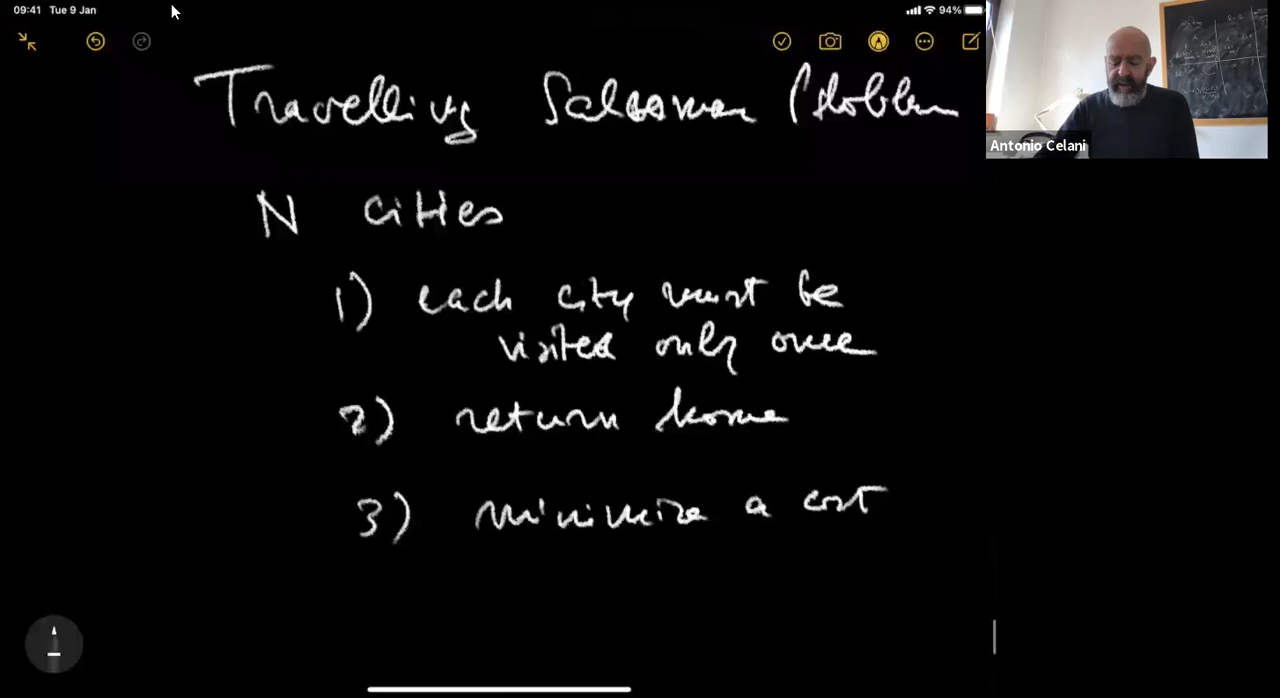 09:41 Tue 9 Jan
94%
Travelling Salesman Problem
Antonio Celani
N cities
1) each city must be
visited only once
2) return home
3) minimize a cost